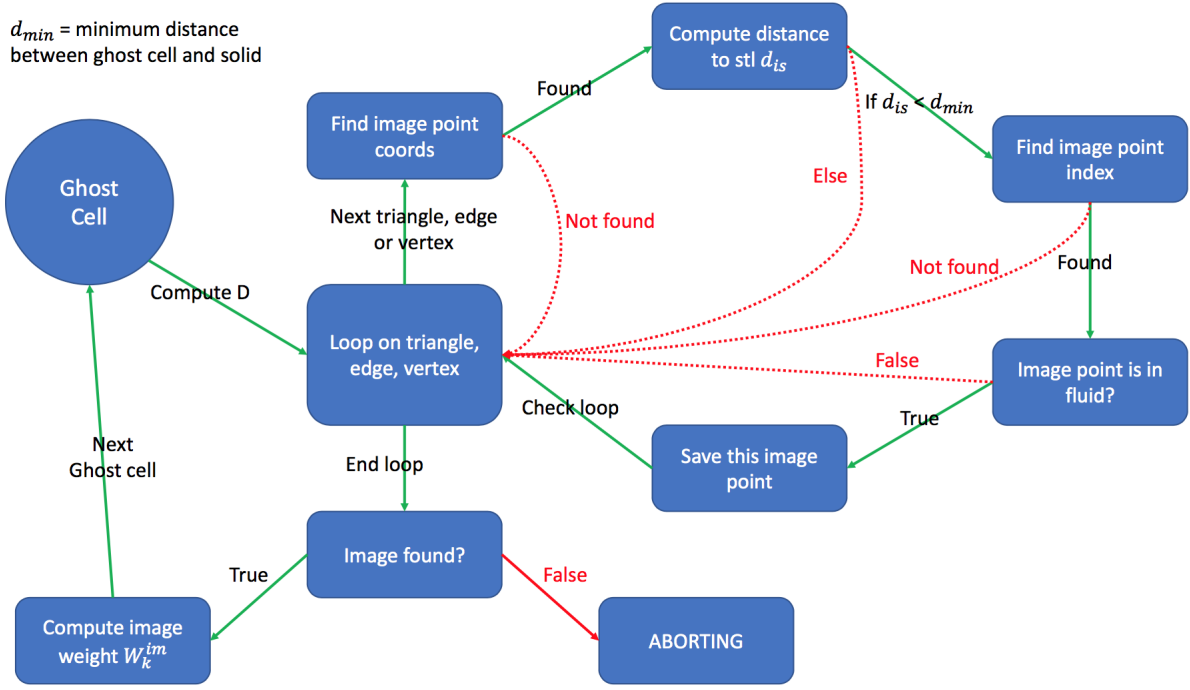 d_min = minimum distance
between ghost cell and solid
Compute distance
to stl d_is
Found
If d_is < d_min
Find image point
coords
Find image point
index
Ghost
Cell
Else
Next triangle, edge
or vertex
Not found
Not found
Found
Compute D
Loop on triangle,
edge, vertex
False
Image point is in
fluid?
Check loop
True
Next
Ghost cell
End loop
Save this image
point
Image found?
True
False
Compute image
weight W_k^im
ABORTING